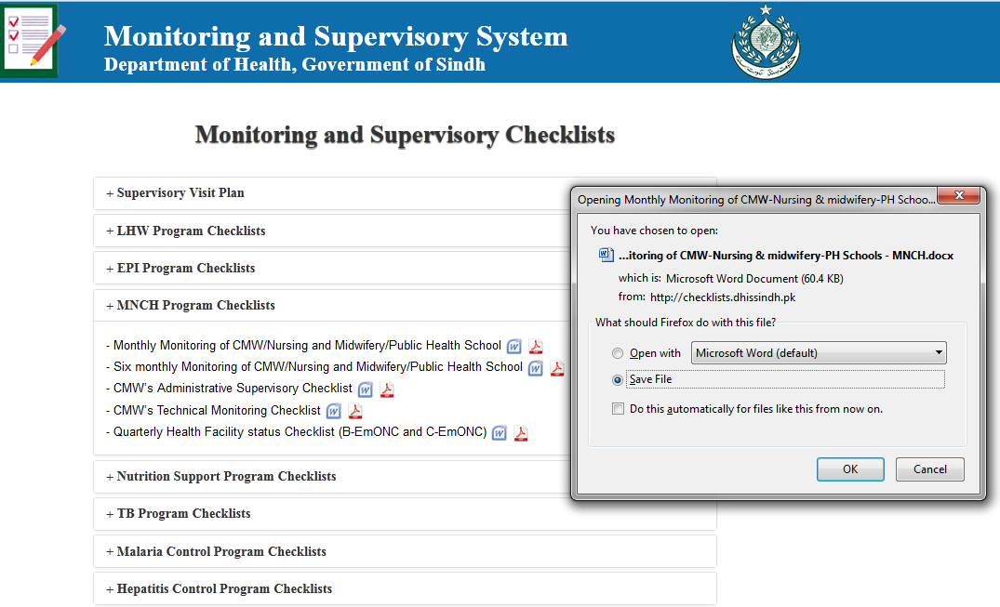 Monitoring and Supervisory System
Department of Health, Government of Sindh
Monitoring and Supervisory Checklists
+ Supervisory Visit Plan
+ LHW Program Checklists
+ EPI Program Checklists
+ MNCH Program Checklists
- Monthly Monitoring of CMW/Nursing and Midwifery/Public Health School
- Six monthly Monitoring of CMW/Nursing and Midwifery/Public Health School
- CMW's Administrative Supervisory Checklist
- CMW's Technical Monitoring Checklist
- Quarterly Health Facility status Checklist (B-EmONC and C-EmONC)
+ Nutrition Support Program Checklists
+ TB Program Checklists
+ Malaria Control Program Checklists
+ Hepatitis Control Program Checklists
Opening Monthly Monitoring of CMW-Nursing & midwifery-PH Schoo...
You have chosen to open:
...itoring of CMW-Nursing & midwifery-PH Schools - MNCH.docx
which is: Microsoft Word Document (60.4 KB)
from: http://checklists.dhissindh.pk
What should Firefox do with this file?
Open with Microsoft Word (default)
Save File
Do this automatically for files like this from now on.
OK Cancel